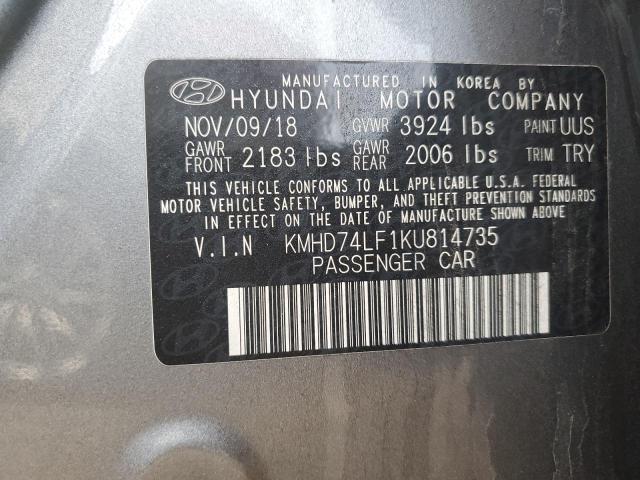 MANUFACTURED IN KOREA BY
HYUNDAI MOTOR COMPANY
NOV/09/18 GVWR 3924 lbs PAINT UUS
GAWR FRONT 2183 lbs GAWR REAR 2006 lbs TRIM TRY
THIS VEHICLE CONFORMS TO ALL APPLICABLE U.S.A. FEDERAL
MOTOR VEHICLE SAFETY, BUMPER, AND THEFT PREVENTION STANDARDS
IN EFFECT ON THE DATE OF MANUFACTURE SHOWN ABOVE
V.I.N KMHD74LF1KU814735
PASSENGER CAR